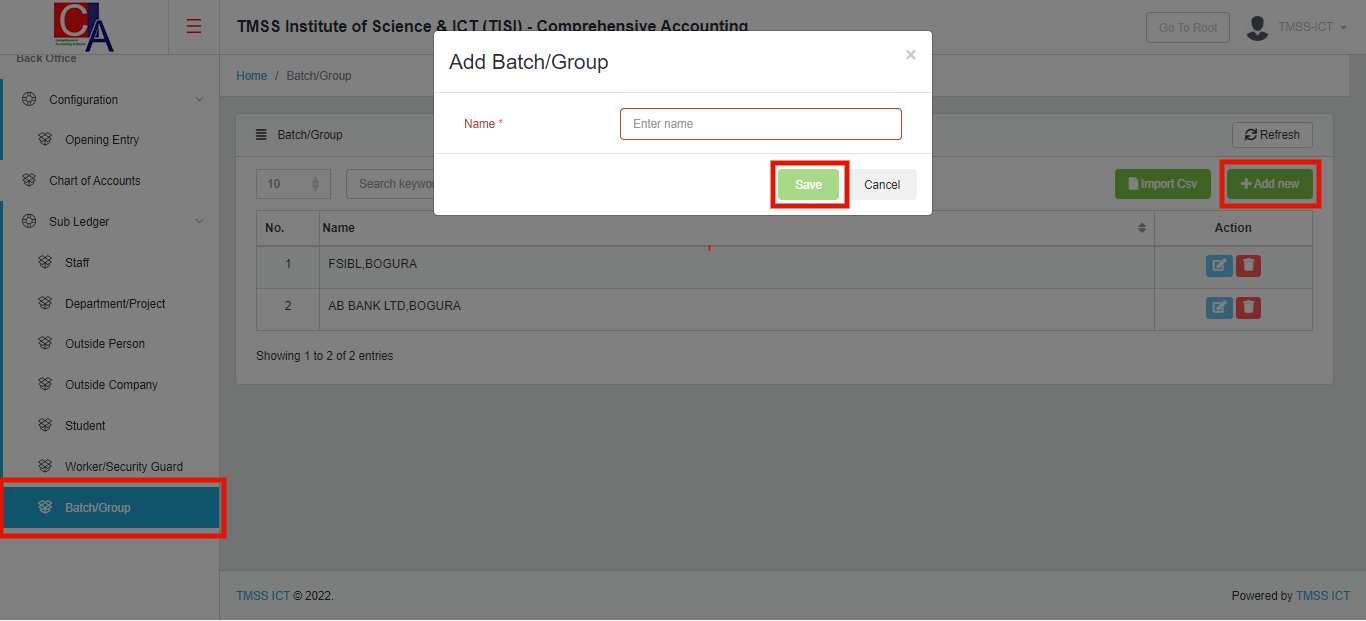 CA
TMSS Institute of Science & ICT (TISI) - Comprehensive Accounting
Go To Root
TMSS-ICT
Back Office
Home / Batch/Group
Add Batch/Group
×
Configuration
Opening Entry
Chart of Accounts
Sub Ledger
Staff
Department/Project
Outside Person
Outside Company
Student
Worker/Security Guard
Batch/Group
Batch/Group
Refresh
Name *
Enter name
10
Search keywor
Save
Cancel
Import Csv
Add new
No. Name Action
1 FSIBL,BOGURA
2 AB BANK LTD,BOGURA
Showing 1 to 2 of 2 entries
TMSS ICT © 2022.
Powered by TMSS ICT